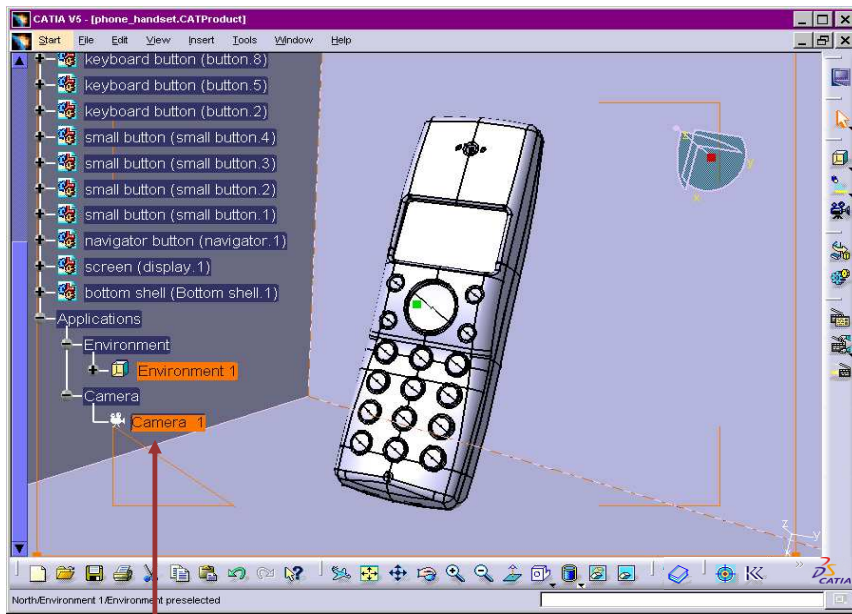 CATIA V5 - [phone_handset.CATProduct]
Start File Edit View Insert Tools Window Help
keyboard button (button.8)
keyboard button (button.5)
keyboard button (button.2)
small button (small button.4)
small button (small button.3)
small button (small button.2)
small button (small button.1)
navigator button (navigator.1)
screen (display.1)
bottom shell (Bottom shell.1)
Applications
Environment
Environment 1
Camera
Camera 1
z
y
x
z
y
x
CATIA
North/Environment 1/Environment preselected